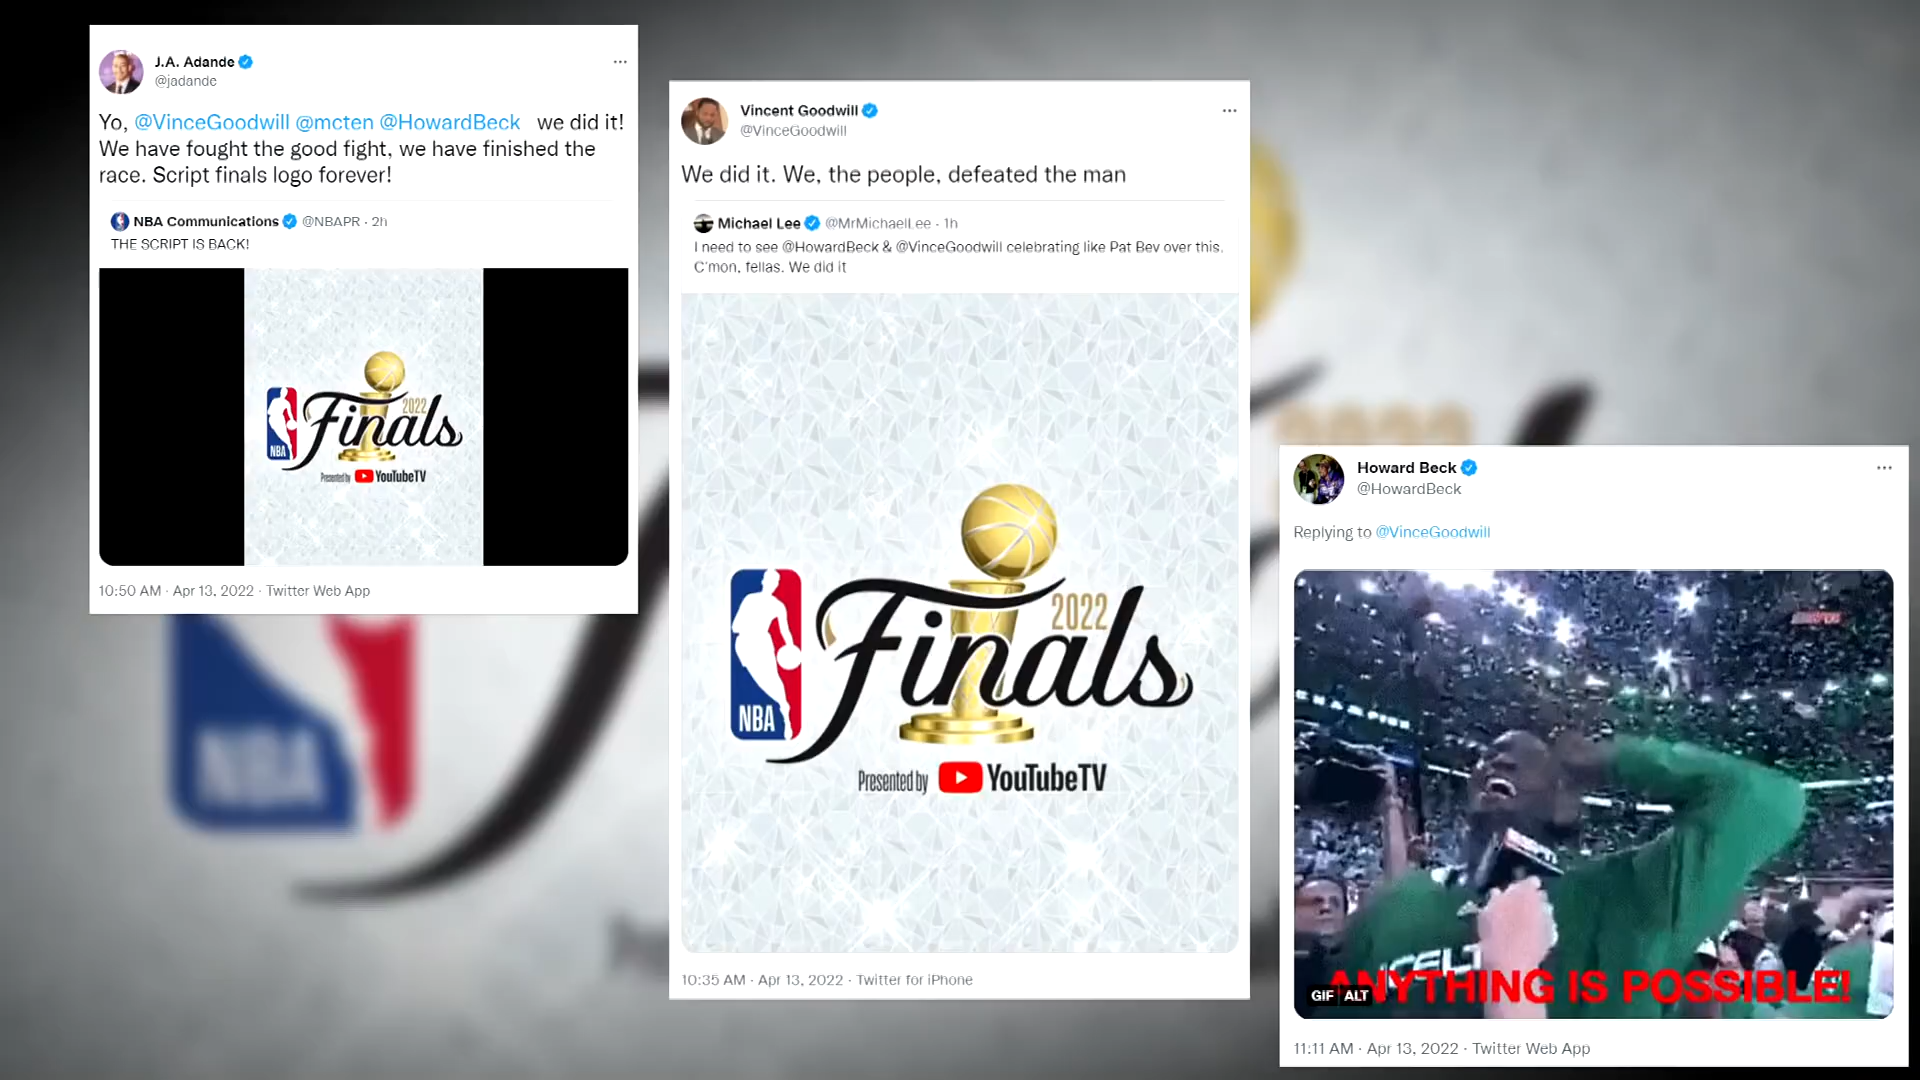 J.A. Adande
@jadande
Yo, @VinceGoodwill @mcten @HowardBeck we did it!
We have fought the good fight, we have finished the
race. Script finals logo forever!
NBA Communications @NBAPR · 2h
THE SCRIPT IS BACK!
2022
Finals
NBA
Presented by YouTubeTV
10:50 AM · Apr 13, 2022 · Twitter Web App
Vincent Goodwill
@VinceGoodwill
We did it. We, the people, defeated the man
Michael Lee @MrMichaelLee · 1h
I need to see @HowardBeck & @VinceGoodwill celebrating like Pat Bev over this.
C'mon, fellas. We did it
2022
Finals
NBA
Presented by YouTubeTV
10:35 AM · Apr 13, 2022 · Twitter for iPhone
Howard Beck
@HowardBeck
Replying to @VinceGoodwill
ANYTHING IS POSSIBLE!
GIF ALT
11:11 AM · Apr 13, 2022 · Twitter Web App
NBA